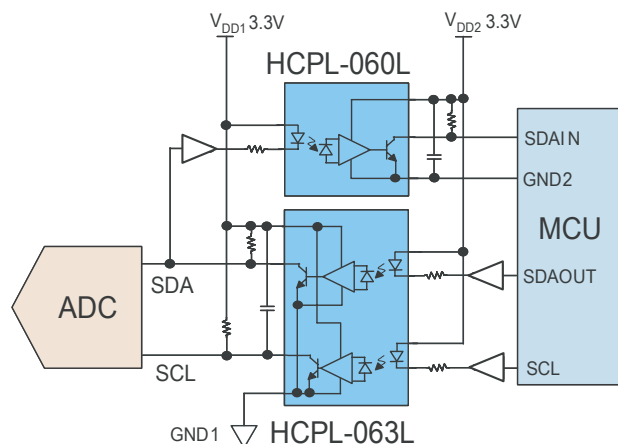 VDD1 3.3V
VDD2 3.3V
HCPL-060L
SDAIN
GND2
MCU
SDAOUT
SCL
ADC
SDA
SCL
GND1
HCPL-063L